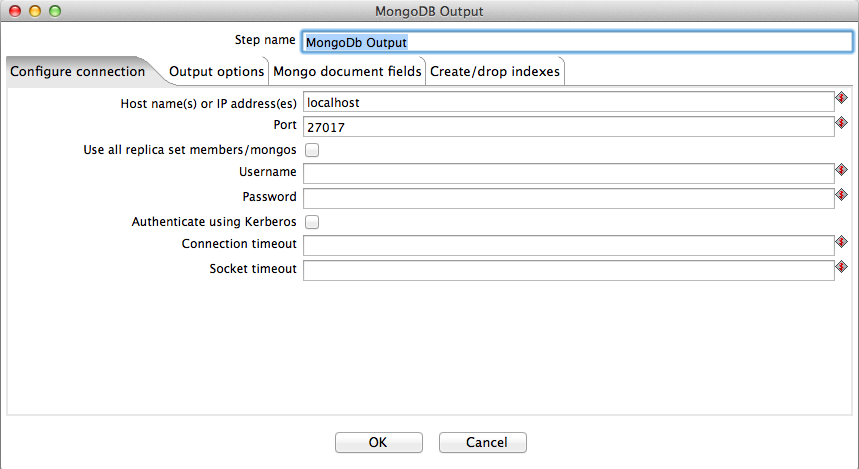 MongoDB Output
Step name MongoDb Output
Configure connection Output options Mongo document fields Create/drop indexes
Host name(s) or IP address(es) localhost
Port 27017
Use all replica set members/mongos
Username
Password
Authenticate using Kerberos
Connection timeout
Socket timeout
OK Cancel